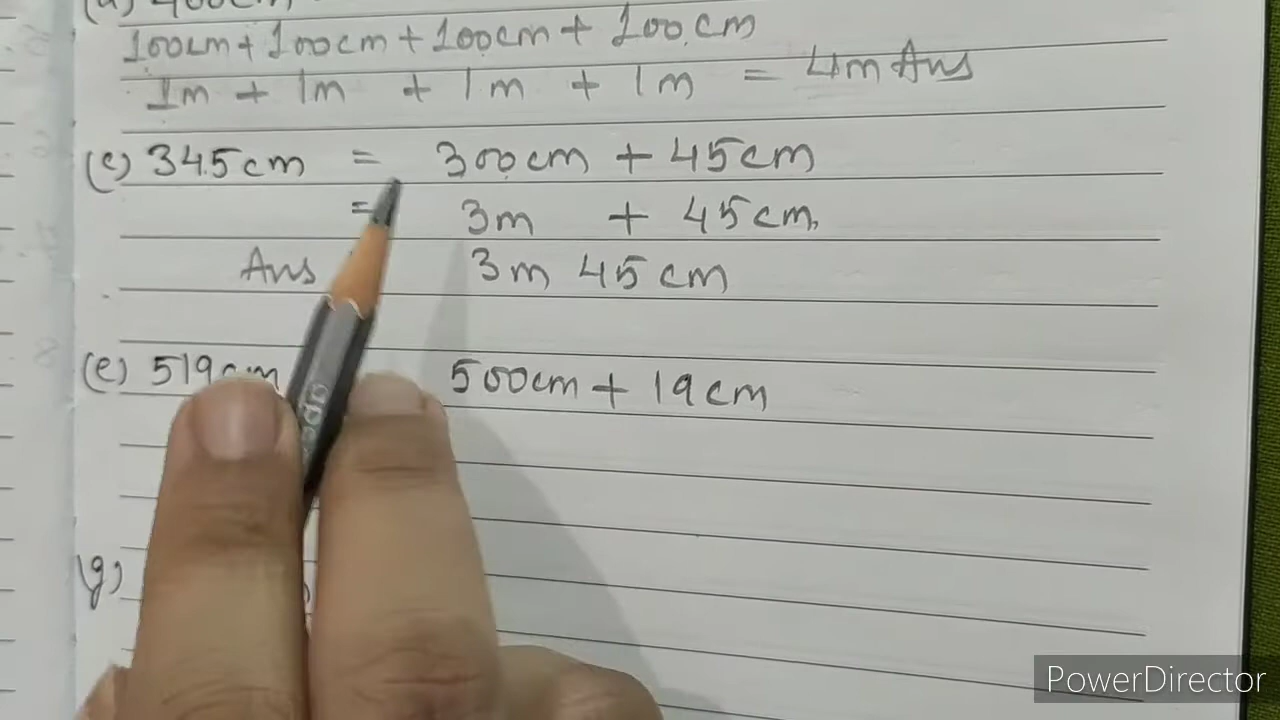 100cm + 100cm + 100cm + 100cm
1m + 1m + 1m + 1m = 4m Ans
(c) 345cm = 300cm + 45cm
= 3m + 45cm
Ans 3m 45cm
(e) 519cm 500cm + 19cm
g)
PowerDirector